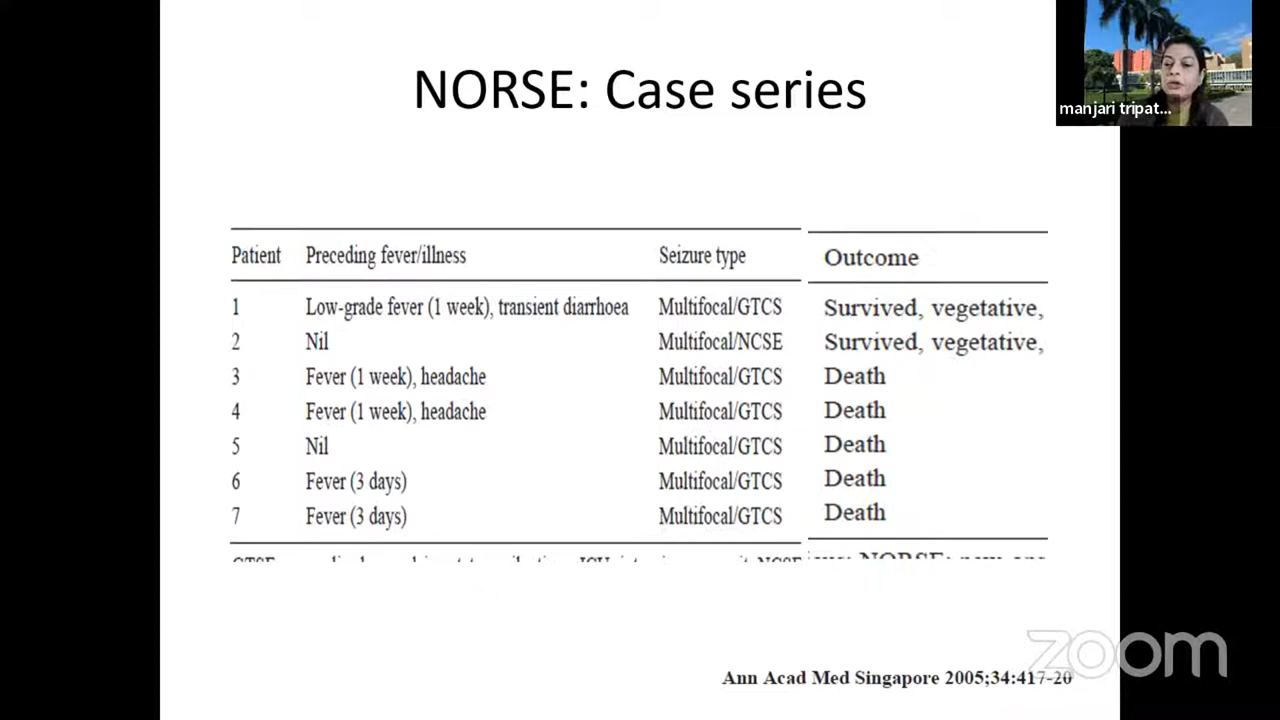 NORSE: Case series
manjari tripat...
Patient Preceding fever/illness Seizure type Outcome
1 Low-grade fever (1 week), transient diarrhoea Multifocal/GTCS Survived, vegetative,
2 Nil Multifocal/NCSE Survived, vegetative,
3 Fever (1 week), headache Multifocal/GTCS Death
4 Fever (1 week), headache Multifocal/GTCS Death
5 Nil Multifocal/GTCS Death
6 Fever (3 days) Multifocal/GTCS Death
7 Fever (3 days) Multifocal/GTCS Death
zoom
Ann Acad Med Singapore 2005;34:417-20